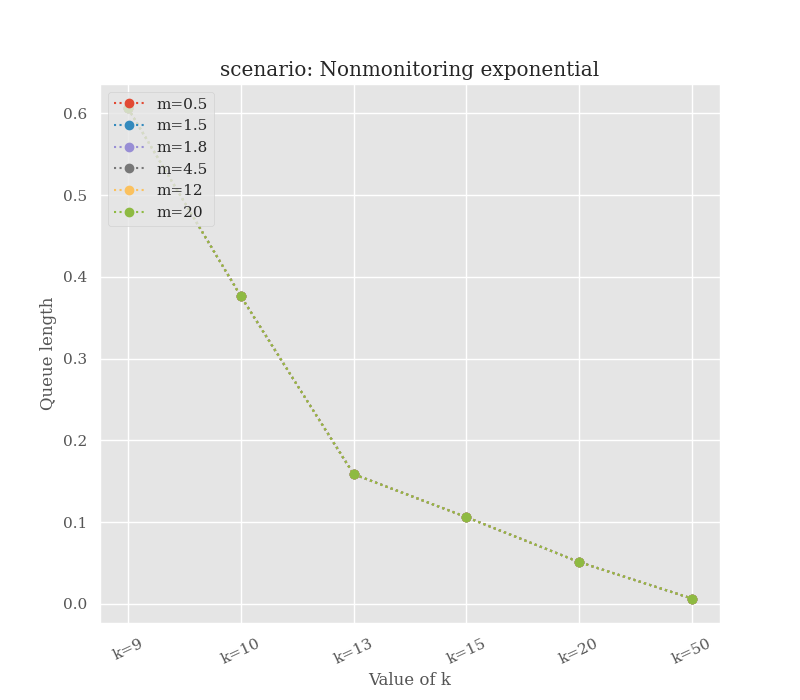 scenario: Nonmonitoring exponential
m=0.5
m=1.5
m=1.8
m=4.5
m=12
m=20
0.6
0.5
0.4
0.3
0.2
0.1
0.0
Queue length
k=9
k=10
k=13
k=15
k=20
k=50
Value of k